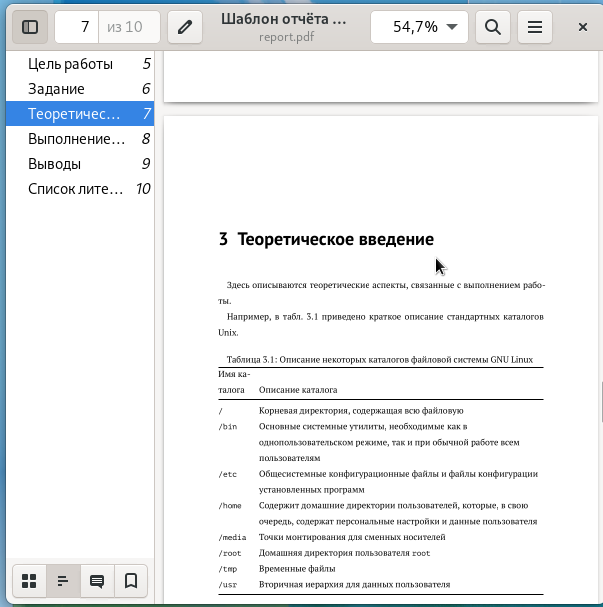 7 из 10
Шаблон отчёта ...
report.pdf
54,7%
Цель работы 5
Задание 6
Теоретичес... 7
Выполнение... 8
Выводы 9
Список лите... 10
3 Теоретическое введение
Здесь описываются теоретические аспекты, связанные с выполнением рабо-
ты.
Например, в табл. 3.1 приведено краткое описание стандартных каталогов
Unix.
Таблица 3.1: Описание некоторых каталогов файловой системы GNU Linux
Имя ка-
талога Описание каталога
/ Корневая директория, содержащая всю файловую
/bin Основные системные утилиты, необходимые как в
однопользовательском режиме, так и при обычной работе всем
пользователям
/etc Общесистемные конфигурационные файлы и файлы конфигурации
установленных программ
/home Содержит домашние директории пользователей, которые, в свою
очередь, содержат персональные настройки и данные пользователя
/media Точки монтирования для сменных носителей
/root Домашняя директория пользователя root
/tmp Временные файлы
/usr Вторичная иерархия для данных пользователя